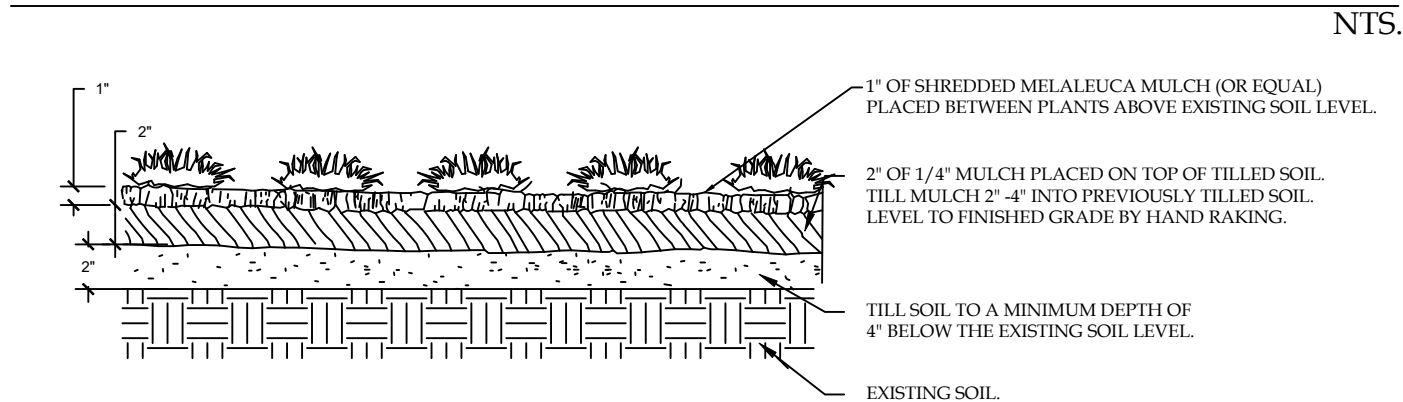 NTS.
1"
2"
2"
1" OF SHREDDED MELALEUCA MULCH (OR EQUAL)
PLACED BETWEEN PLANTS ABOVE EXISTING SOIL LEVEL.
2" OF 1/4" MULCH PLACED ON TOP OF TILLED SOIL.
TILL MULCH 2" -4" INTO PREVIOUSLY TILLED SOIL.
LEVEL TO FINISHED GRADE BY HAND RAKING.
TILL SOIL TO A MINIMUM DEPTH OF
4" BELOW THE EXISTING SOIL LEVEL.
EXISTING SOIL.